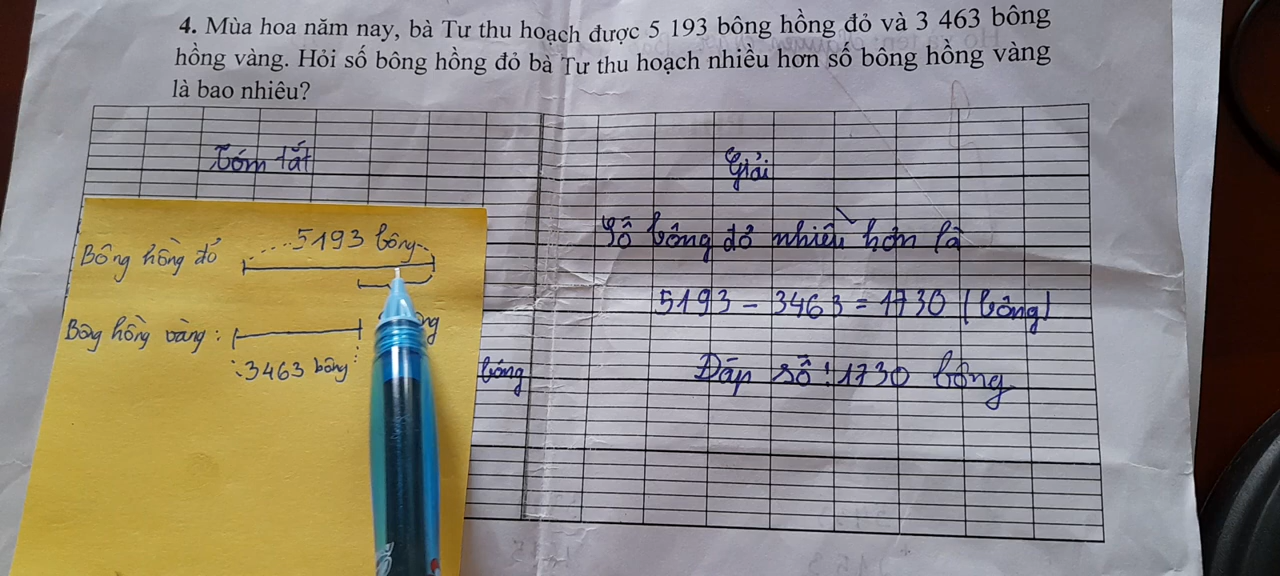 4. Mùa hoa năm nay, bà Tư thu hoạch được 5 193 bông hồng đỏ và 3 463 bông
hồng vàng. Hỏi số bông hồng đỏ bà Tư thu hoạch nhiều hơn số bông hồng vàng
là bao nhiêu?
Tóm tắt
5193 bông
Bông hồng đỏ
Bông hồng vàng :
3463 bông
bông
Giải
Số bông đỏ nhiều hơn là
5193 - 3463 = 1730 (bông)
Đáp số : 1730 bông